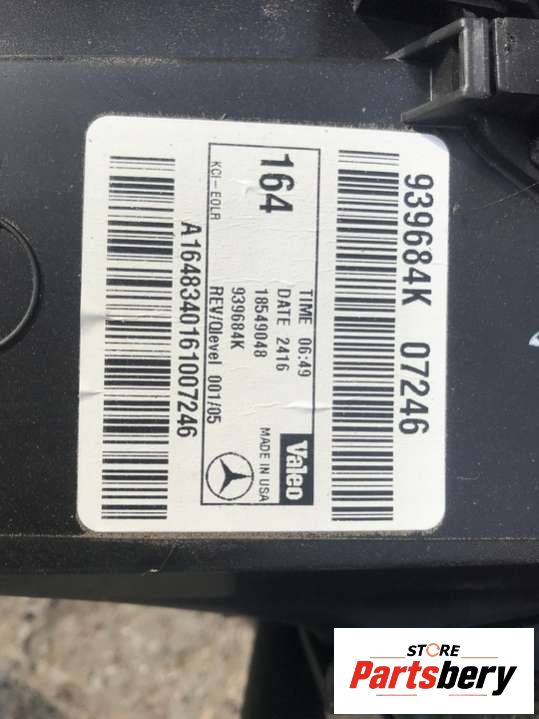 939684K 07246
164
KCI-EOLR
TIME 06:49
DATE 2416
18549048
939684K
REV/Qlevel 001/05
Valeo
MADE IN USA
A1648340161007246
STORE
Partsbery